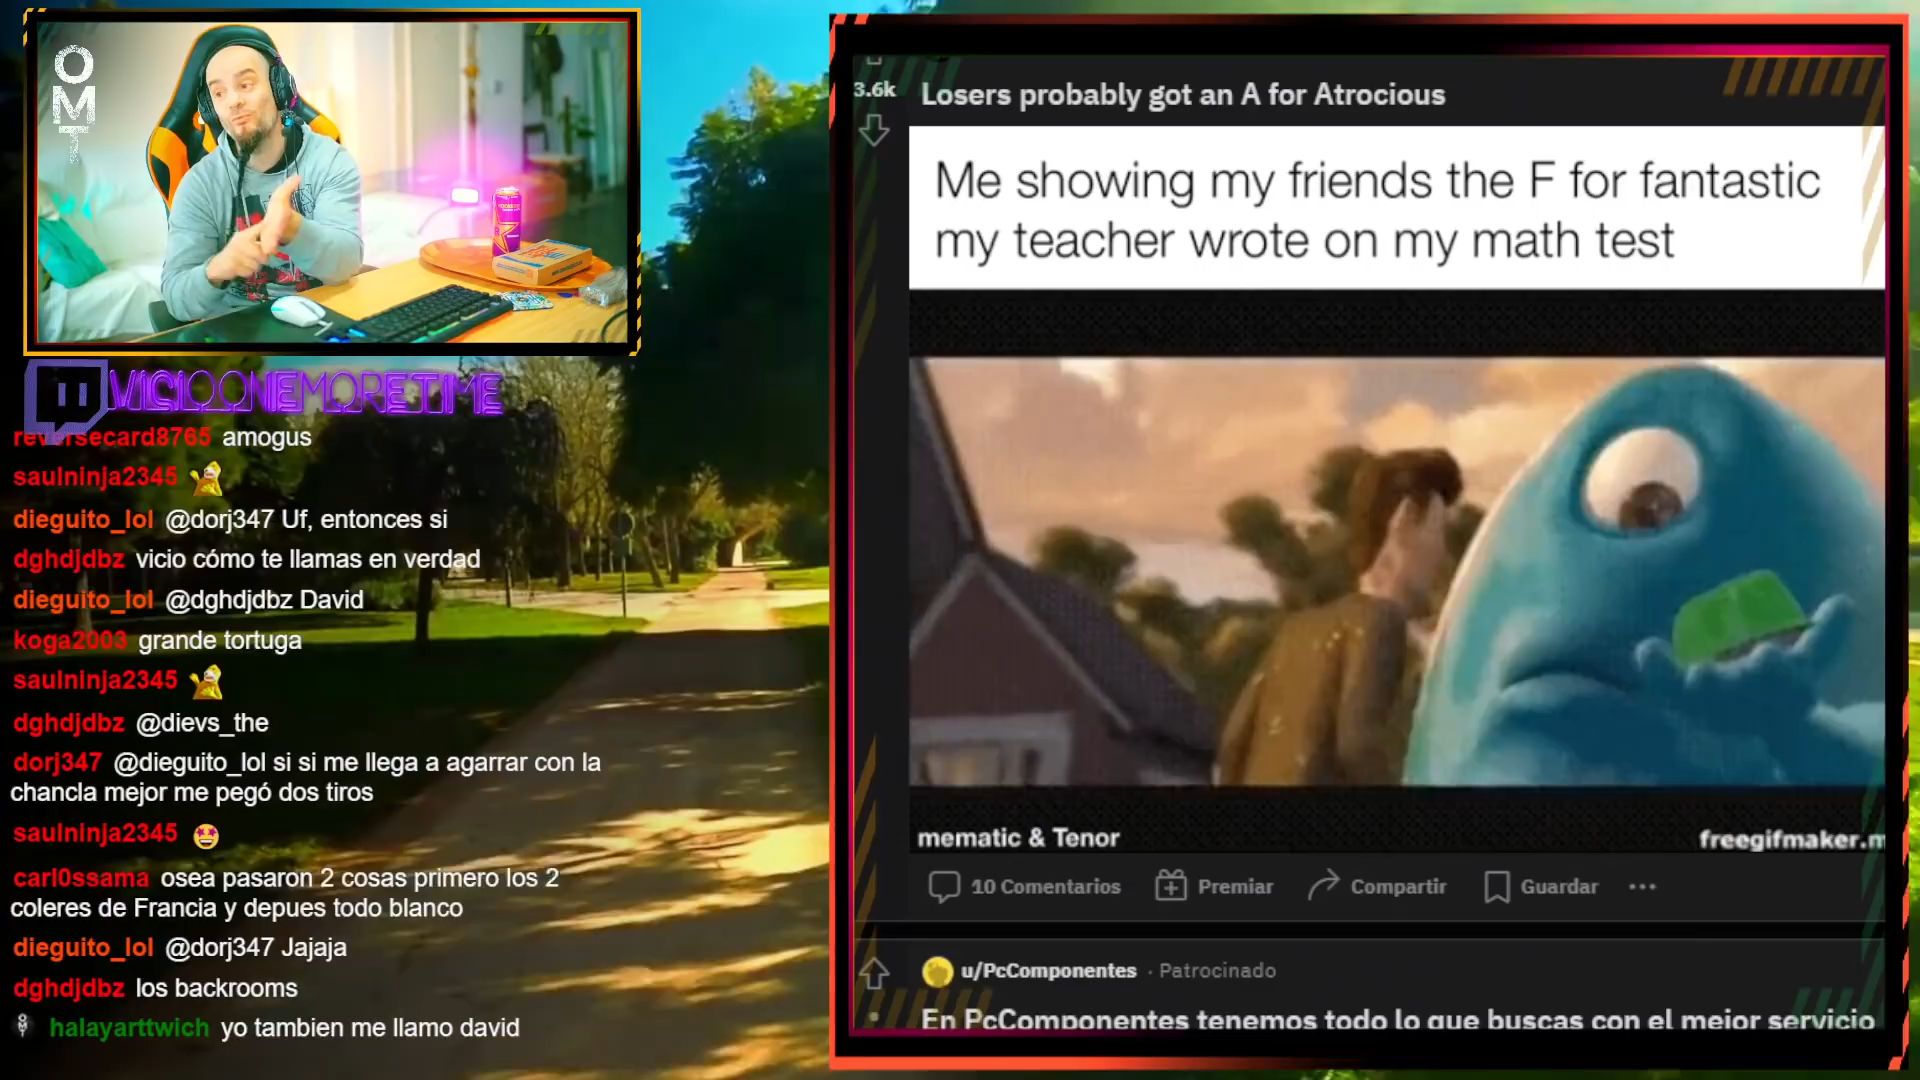 OMT
VICIOONEMORETIME
reversecard8765 amogus
saulninja2345
dieguito_lol @dorj347 Uf, entonces si
dghdjdbz vicio cómo te llamas en verdad
dieguito_lol @dghdjdbz David
koga2003 grande tortuga
saulninja2345
dghdjdbz @dievs_the
dorj347 @dieguito_lol si si me llega a agarrar con la
chancla mejor me pegó dos tiros
saulninja2345
carl0ssama osea pasaron 2 cosas primero los 2
coleres de Francia y depues todo blanco
dieguito_lol @dorj347 Jajaja
dghdjdbz los backrooms
halayarttwich yo tambien me llamo david
3.6k
Losers probably got an A for Atrocious
Me showing my friends the F for fantastic
my teacher wrote on my math test
mematic & Tenor
freegifmaker.m
10 Comentarios Premiar Compartir Guardar
u/PcComponentes · Patrocinado
En PcComponentes tenemos todo lo que buscas con el mejor servicio